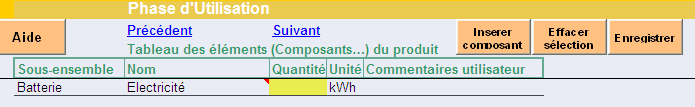 Phase d'Utilisation
Aide
Précédent Suivant
Inserer composant
Effacer sélection
Enregistrer
Tableau des éléments (Composants...) du produit
Sous-ensemble Nom Quantité Unité Commentaires utilisateur
Batterie Electricité kWh